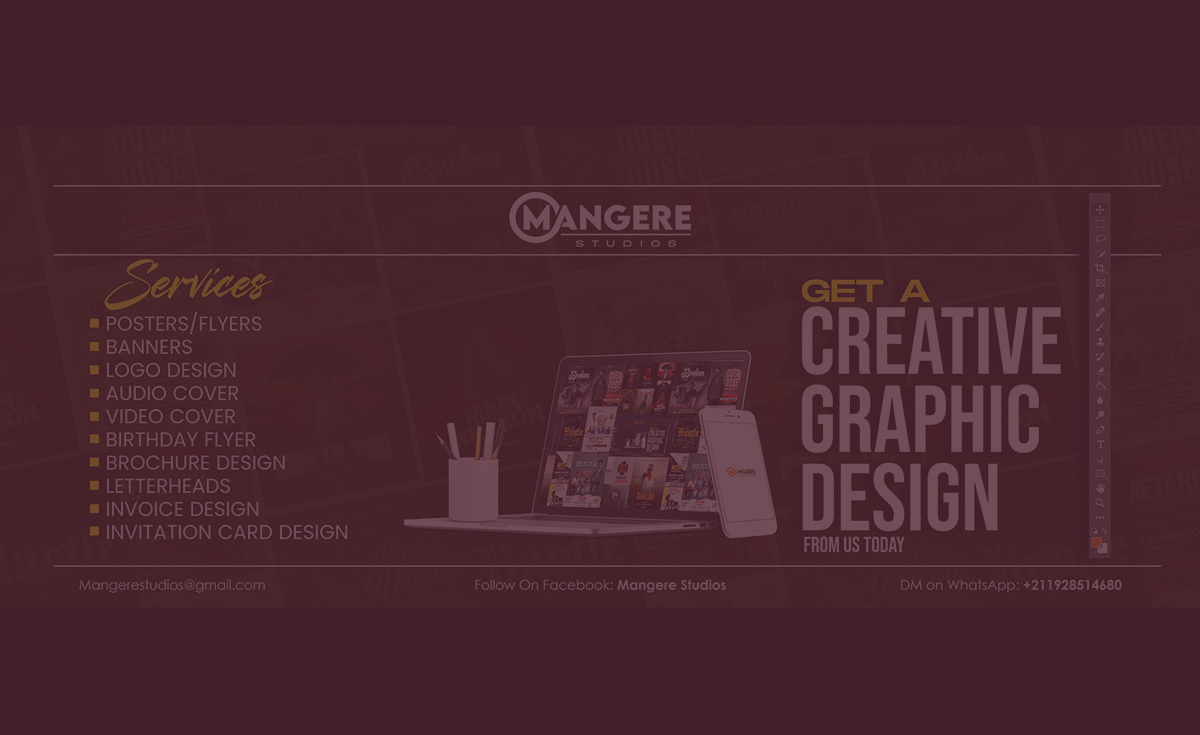 MANGERE
STUDIOS
Services
POSTERS/FLYERS
BANNERS
LOGO DESIGN
AUDIO COVER
VIDEO COVER
BIRTHDAY FLYER
BROCHURE DESIGN
LETTERHEADS
INVOICE DESIGN
INVITATION CARD DESIGN
GET A
CREATIVE
GRAPHIC
DESIGN
FROM US TODAY
MANGERE
Mangerestudios@gmail.com
Follow On Facebook: Mangere Studios
DM on WhatsApp: +211928514680